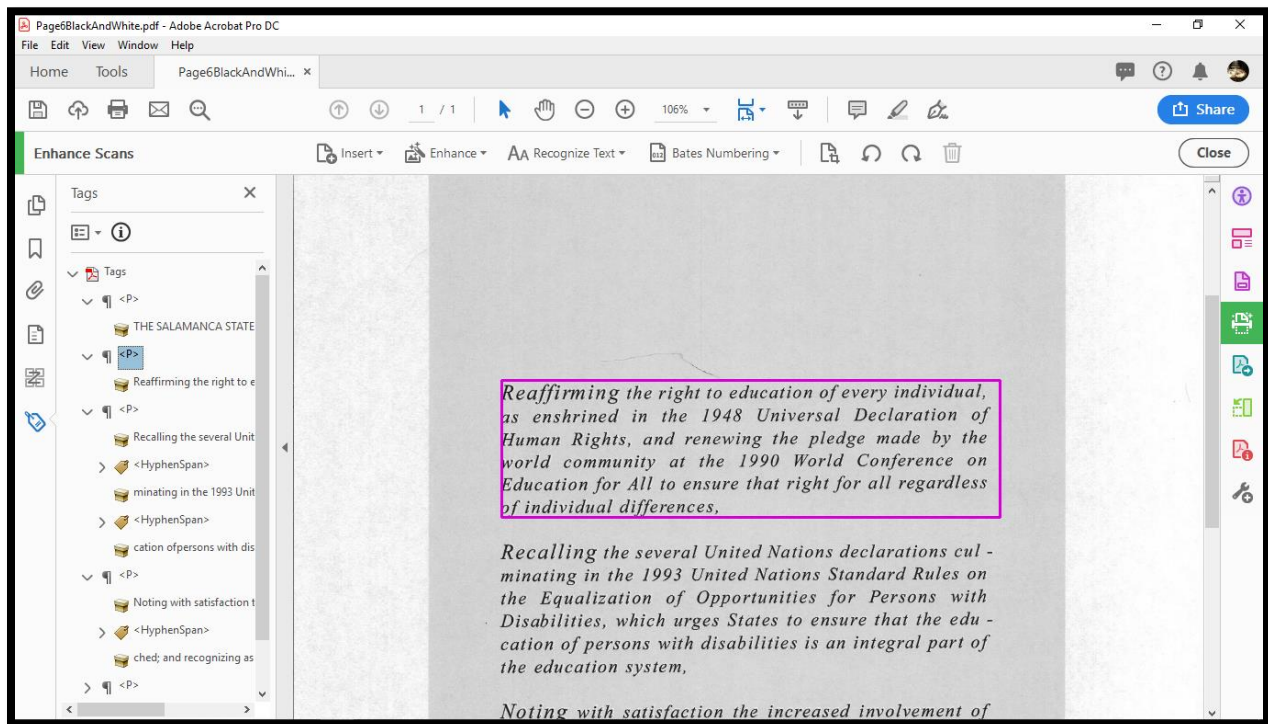 Page6BlackAndWhite.pdf - Adobe Acrobat Pro DC
File Edit View Window Help
Home Tools Page6BlackAndWhi... ×
1 / 1 106% Share
Enhance Scans Insert Enhance Recognize Text Bates Numbering Close
Tags
Tags
<P>
THE SALAMANCA STATE
<P>
Reaffirming the right to e
<P>
Recalling the several Unit
<HyphenSpan>
minating in the 1993 Unit
<HyphenSpan>
cation ofpersons with dis
<P>
Noting with satisfaction t
<HyphenSpan>
ched; and recognizing as
<P>
Reaffirming the right to education of every individual,
as enshrined in the 1948 Universal Declaration of
Human Rights, and renewing the pledge made by the
world community at the 1990 World Conference on
Education for All to ensure that right for all regardless
of individual differences,
Recalling the several United Nations declarations cul -
minating in the 1993 United Nations Standard Rules on
the Equalization of Opportunities for Persons with
Disabilities, which urges States to ensure that the edu -
cation of persons with disabilities is an integral part of
the education system,
Noting with satisfaction the increased involvement of